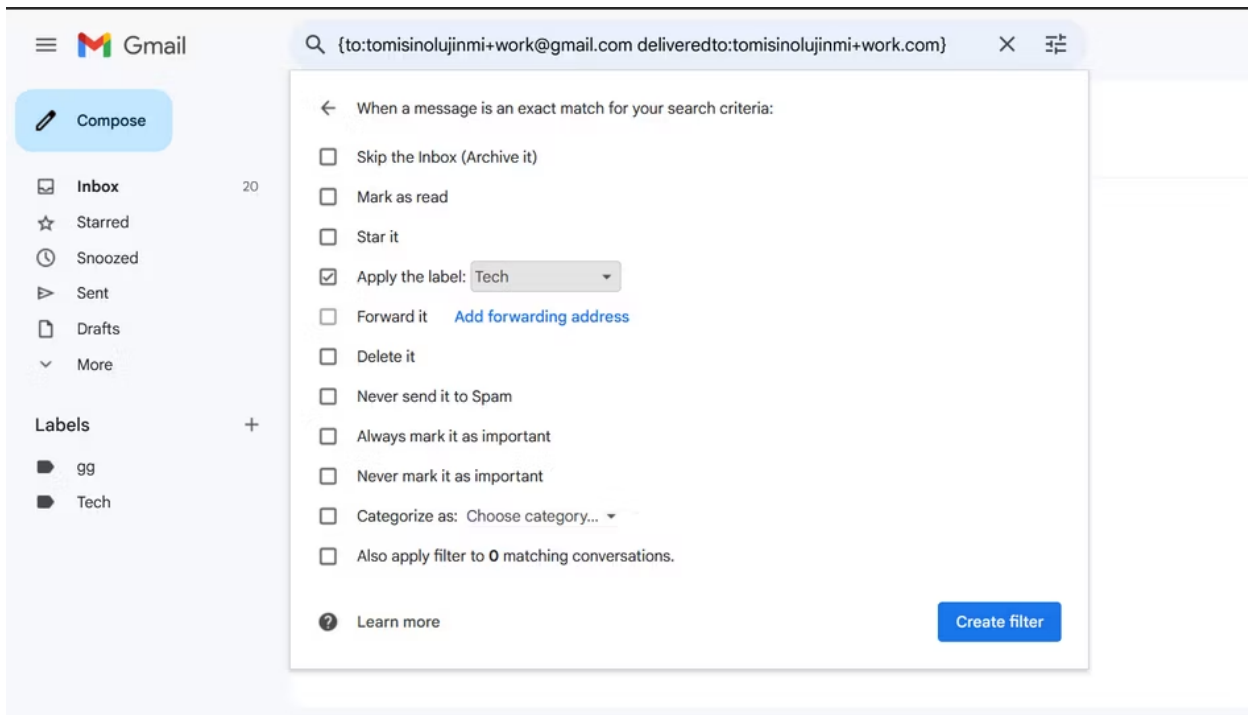 Gmail
{to:tomisinolujinmi+work@gmail.com deliveredto:tomisinolujinmi+work.com}
Compose
Inbox 20
Starred
Snoozed
Sent
Drafts
More
Labels
gg
Tech
When a message is an exact match for your search criteria:
Skip the Inbox (Archive it)
Mark as read
Star it
Apply the label: Tech
Forward it Add forwarding address
Delete it
Never send it to Spam
Always mark it as important
Never mark it as important
Categorize as: Choose category...
Also apply filter to 0 matching conversations.
Learn more
Create filter